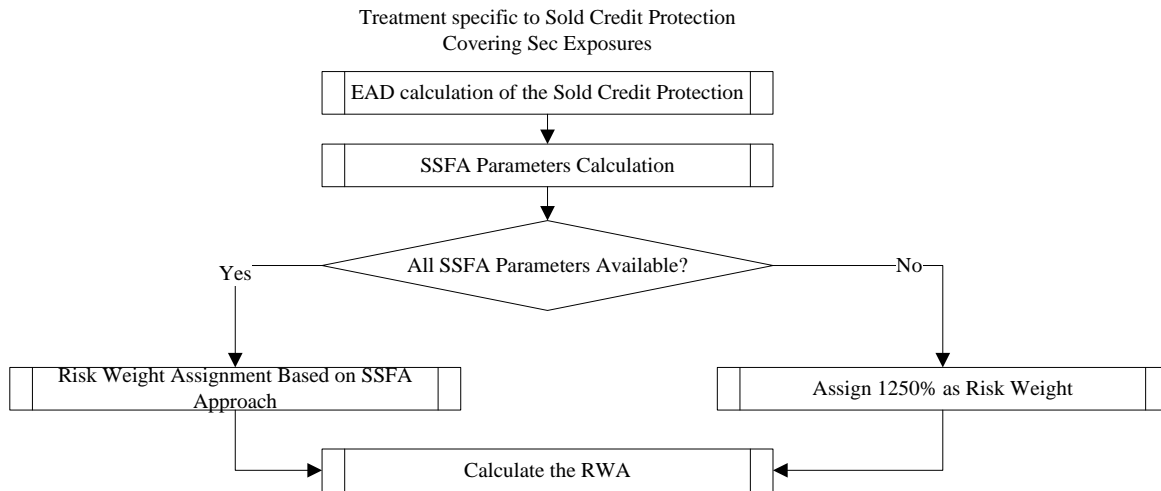 Treatment specific to Sold Credit Protection
Covering Sec Exposures
EAD calculation of the Sold Credit Protection
SSFA Parameters Calculation
All SSFA Parameters Available?
Yes
No
Risk Weight Assignment Based on SSFA
Approach
Assign 1250% as Risk Weight
Calculate the RWA